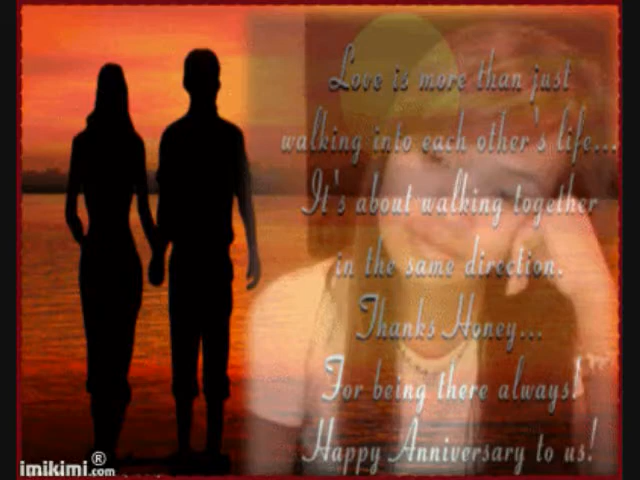 Love is more than just
walking into each other's life...
It's about walking together
in the same direction.
Thanks Honey...
For being there always!
Happy Anniversary to us!
imikimi®.com